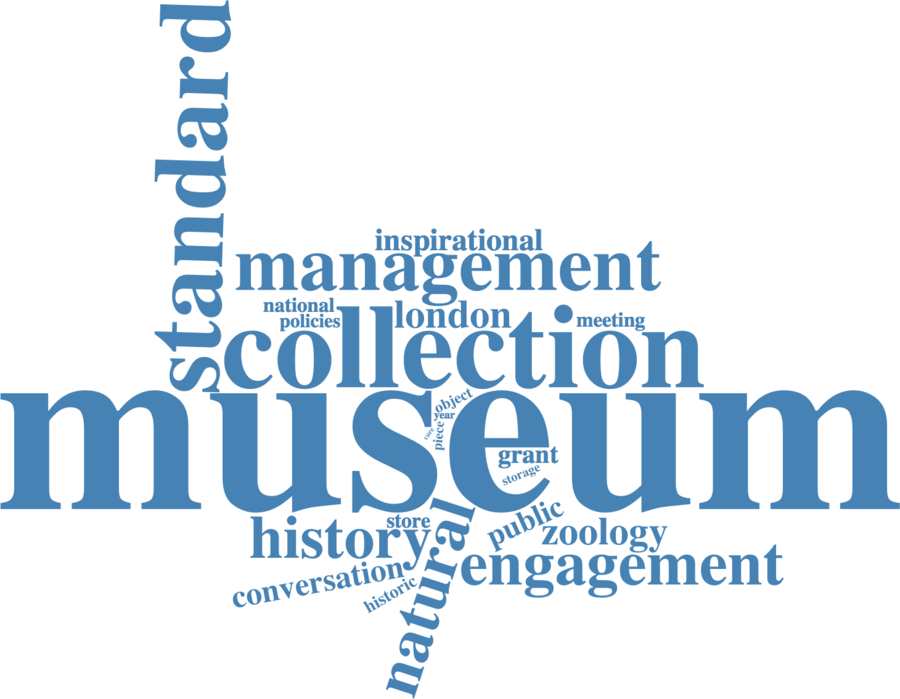 standard
inspirational
management
national
policies
london
meeting
collection
museum
object
year
care
piece
grant
storage
store
history
natural
public
zoology
engagement
conversation
historic